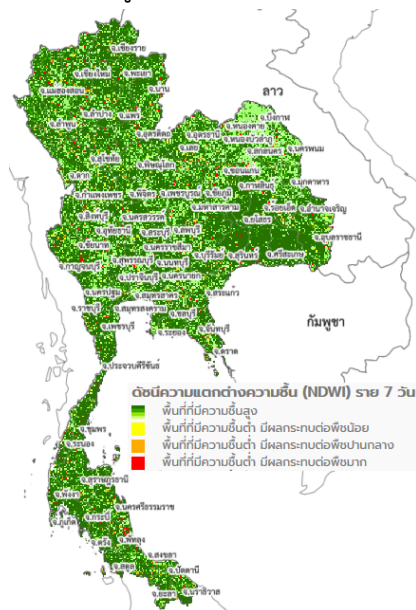 จ.เชียงราย
จ.เชียงใหม่
จ.พะเยา
จ.แม่ฮ่องสอน
จ.น่าน
จ.ลำปาง
จ.แพร่
จ.ลำพูน
จ.อุตรดิตถ์
จ.สุโขทัย
จ.ตาก
จ.พิษณุโลก
จ.กำแพงเพชร
จ.พิจิตร
จ.เพชรบูรณ์
ลาว
จ.บึงกาฬ
จ.หนองคาย
จ.อุดรธานี
จ.หนองบัวลำภู
จ.เลย
จ.สกลนคร
จ.นครพนม
จ.ขอนแก่น
จ.กาฬสินธุ์
จ.มุกดาหาร
จ.ชัยภูมิ
จ.มหาสารคาม
จ.ร้อยเอ็ด
จ.อำนาจเจริญ
จ.ยโสธร
จ.อุบลราชธานี
จ.สิงห์บุรี
จ.นครสวรรค์
จ.อุทัยธานี
จ.สระบุรี
จ.ลพบุรี
จ.ชัยนาท
จ.นครราชสีมา
จ.บุรีรัมย์
จ.สุรินทร์
จ.ศรีสะเกษ
จ.กาญจนบุรี
จ.สุพรรณบุรี
จ.นนทบุรี
จ.ปราจีนบุรี
จ.นครนายก
จ.นครปฐม
จ.สมุทรสาคร
จ.สระแก้ว
จ.ราชบุรี
จ.สมุทรสงคราม
จ.ชลบุรี
จ.เพชรบุรี
จ.ระยอง
จ.จันทบุรี
จ.ตราด
กัมพูชา
จ.ประจวบคีรีขันธ์
ดัชนีความแตกต่างความชื้น (NDWI) ราย 7 วัน
พื้นที่ที่มีความชื้นสูง
พื้นที่ที่มีความชื้นต่ำ มีผลกระทบต่อพืชน้อย
พื้นที่ที่มีความชื้นต่ำ มีผลกระทบต่อพืชปานกลาง
พื้นที่ที่มีความชื้นต่ำ มีผลกระทบต่อพืชมาก
จ.ชุมพร
จ.ระนอง
จ.สุราษฎร์ธานี
จ.พังงา
จ.นครศรีธรรมราช
จ.ภูเก็ต
จ.กระบี่
จ.ตรัง
จ.พัทลุง
จ.สงขลา
จ.สตูล
จ.ปัตตานี
จ.ยะลา
จ.นราธิวาส